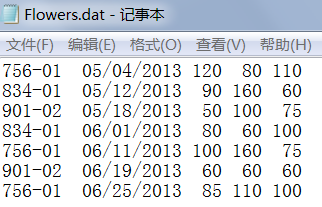 Flowers.dat - 记事本
文件(F) 编辑(E) 格式(O) 查看(V) 帮助(H)
756-01 05/04/2013 120 80 110
834-01 05/12/2013 90 160 60
901-02 05/18/2013 50 100 75
834-01 06/01/2013 80 60 100
756-01 06/11/2013 100 160 75
901-02 06/19/2013 60 60 60
756-01 06/25/2013 85 110 100